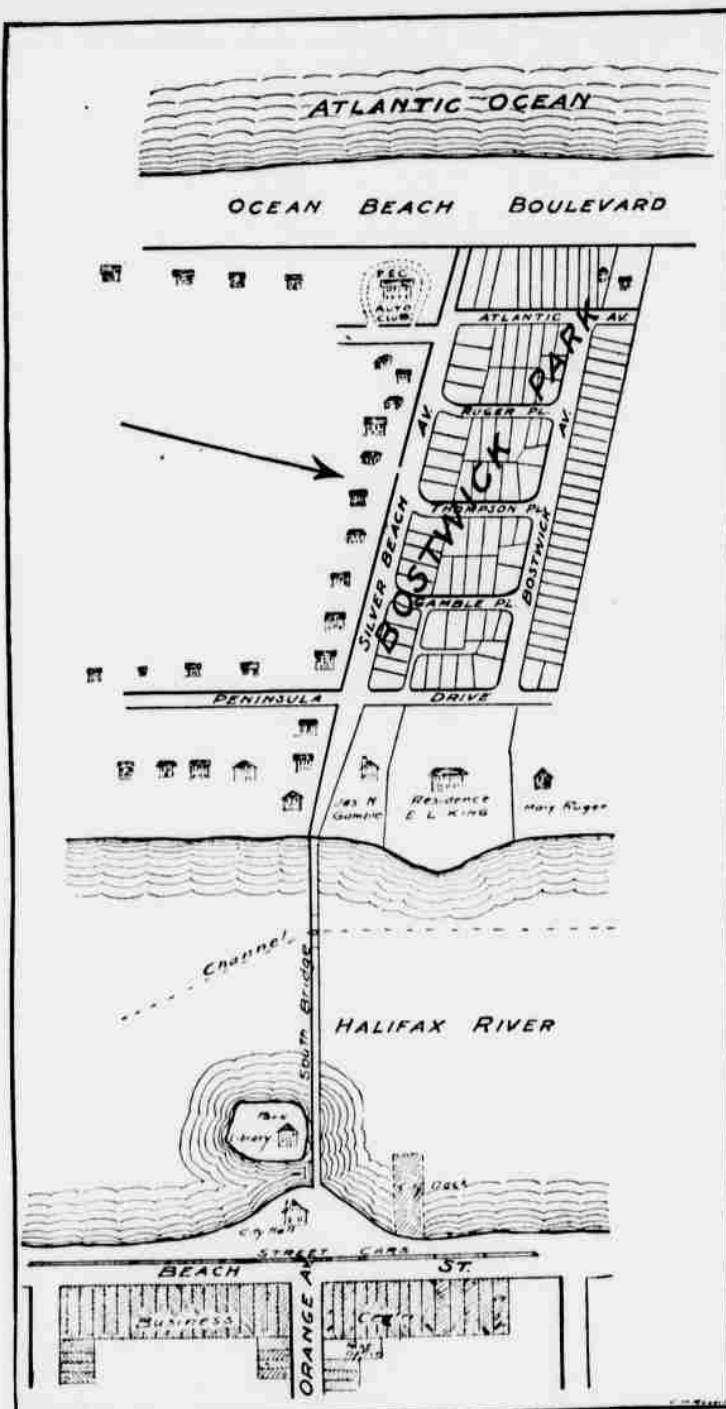 ATLANTIC OCEAN
OCEAN BEACH BOULEVARD
F.E.C.
AUTO
CLUB
ATLANTIC AV.
BOSTWICK PARK
RUGER PL.
THOMPSON PL.
GAMBLE PL.
SILVER BEACH AV.
BOSTWICK AV.
PENINSULA DRIVE
Jas N
Gamble
Residence
E L KING
Mary Ruger
Channel
South Bridge
HALIFAX RIVER
Park
Library
Dock
City Hall
STREET CARS
BEACH ST.
ORANGE AV.
BUSINESS